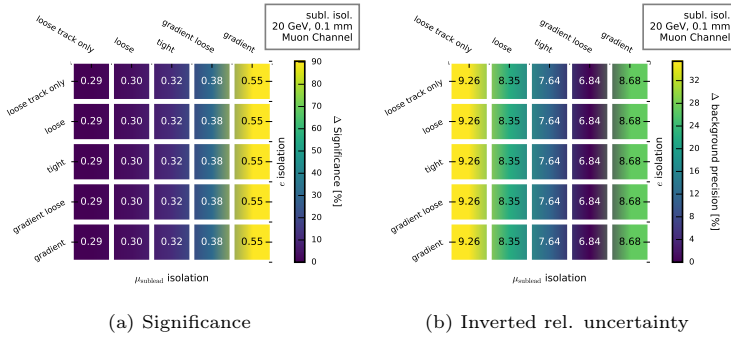 subl. isol.
20 GeV, 0.1 mm
Muon Channel
loose track only
loose
tight
gradient loose
gradient
loose track only
0.29 0.30 0.32 0.38 0.55
loose
0.29 0.30 0.32 0.38 0.55
tight
0.29 0.30 0.32 0.38 0.55
gradient loose
0.29 0.30 0.32 0.38 0.55
gradient
0.29 0.30 0.32 0.38 0.55
e isolation
μsublead isolation
90
80
70
60
50
40
30
20
10
0
Δ Significance [%]
(a) Significance
subl. isol.
20 GeV, 0.1 mm
Muon Channel
loose track only
loose
tight
gradient loose
gradient
loose track only
9.26 8.35 7.64 6.84 8.68
loose
9.26 8.35 7.64 6.84 8.68
tight
9.26 8.35 7.64 6.84 8.68
gradient loose
9.26 8.35 7.64 6.84 8.68
gradient
9.26 8.35 7.64 6.84 8.68
e isolation
μsublead isolation
32
28
24
20
16
12
8
4
0
Δ background precision [%]
(b) Inverted rel. uncertainty